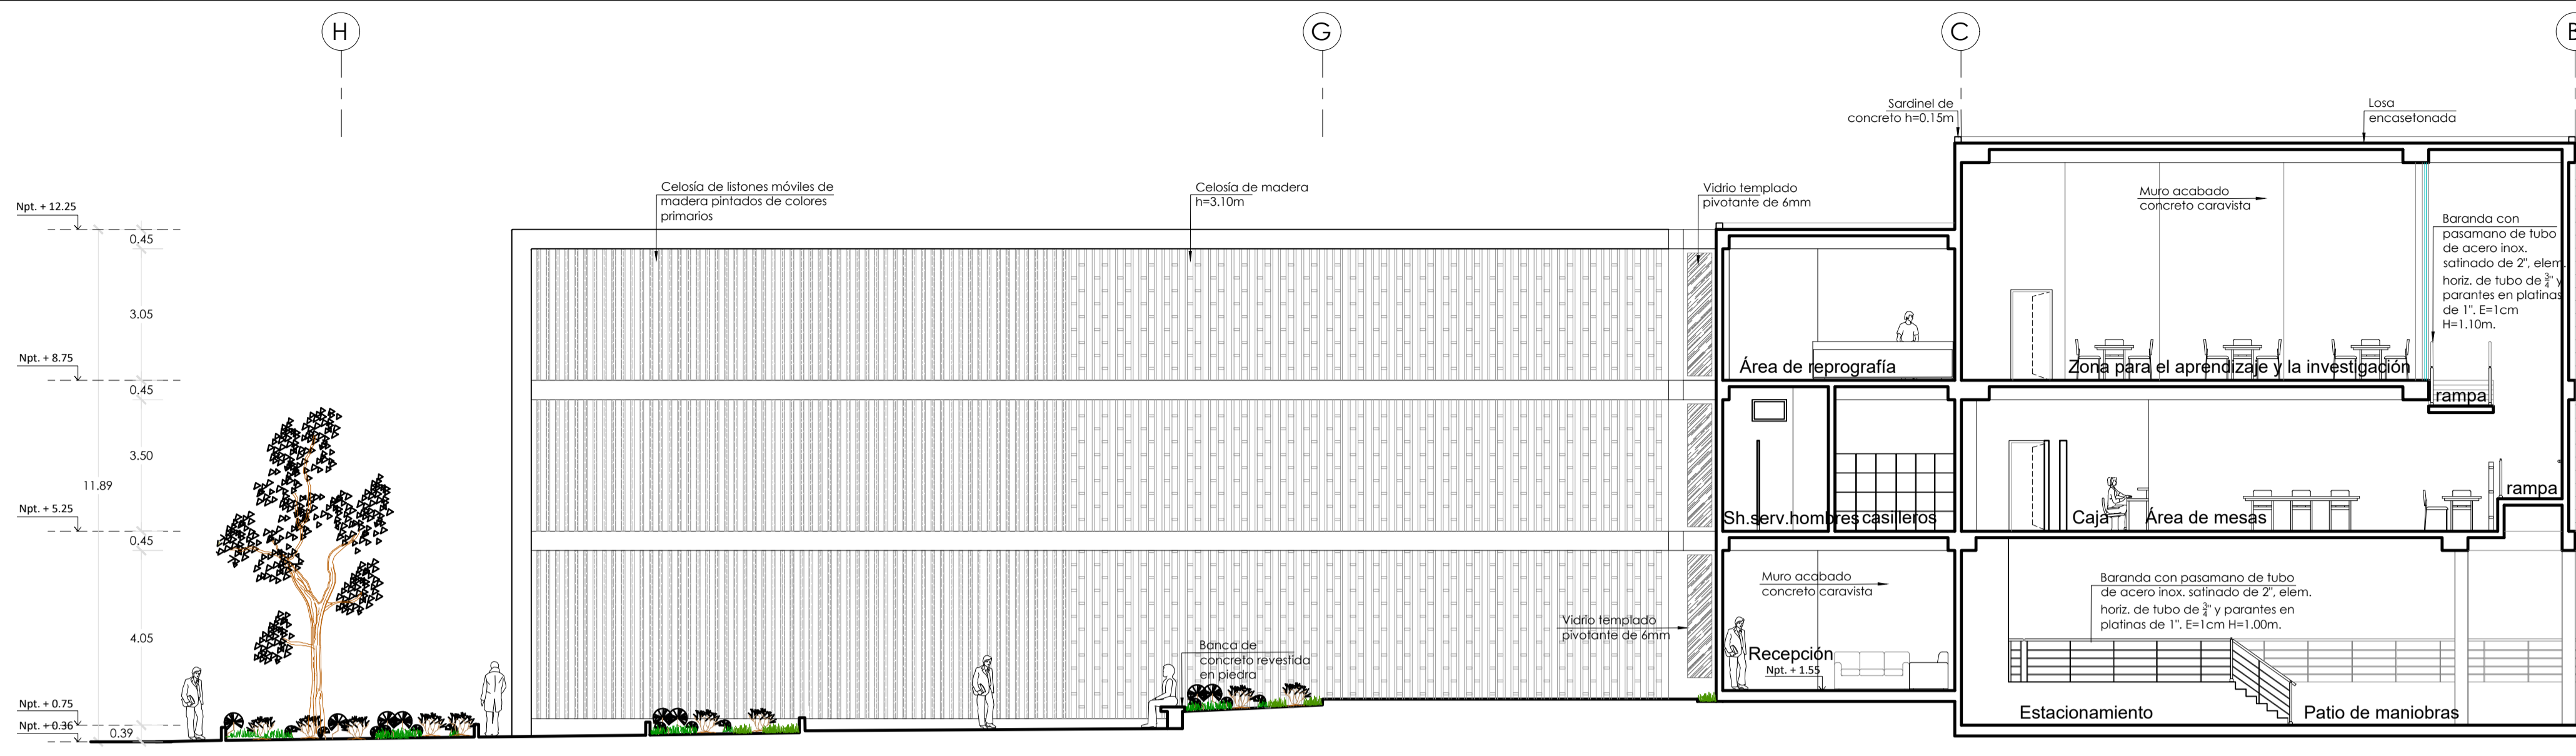 H
G
C
Sardinel de
concreto h=0.15m
Losa
encasetonada
Celosía de listones móviles de
madera pintados de colores
primarios
Celosía de madera
h=3.10m
Vidrio templado
pivotante de 6mm
Muro acabado
concreto caravista
Baranda con
pasamano de tubo
de acero inox.
satinado de 2", elem.
horiz. de tubo de 3/4" y
parantes en platinas
de 1". E=1cm
H=1.10m.
Npt. + 12.25
0.45
3.05
Npt. + 8.75
0.45
3.50
11.89
Npt. + 5.25
0.45
4.05
Npt. + 0.75
Npt. + 0.36
0.39
Área de reprografía
Zona para el aprendizaje y la investigación
rampa
rampa
Sh.serv.hombres
casilleros
Caja
Área de mesas
Muro acabado
concreto caravista
Baranda con pasamano de tubo
de acero inox. satinado de 2", elem.
horiz. de tubo de 3/4" y parantes en
platinas de 1". E=1cm H=1.00m.
Vidrio templado
pivotante de 6mm
Banca de
concreto revestida
en piedra
Recepción
Npt. + 1.55
Estacionamiento
Patio de maniobras